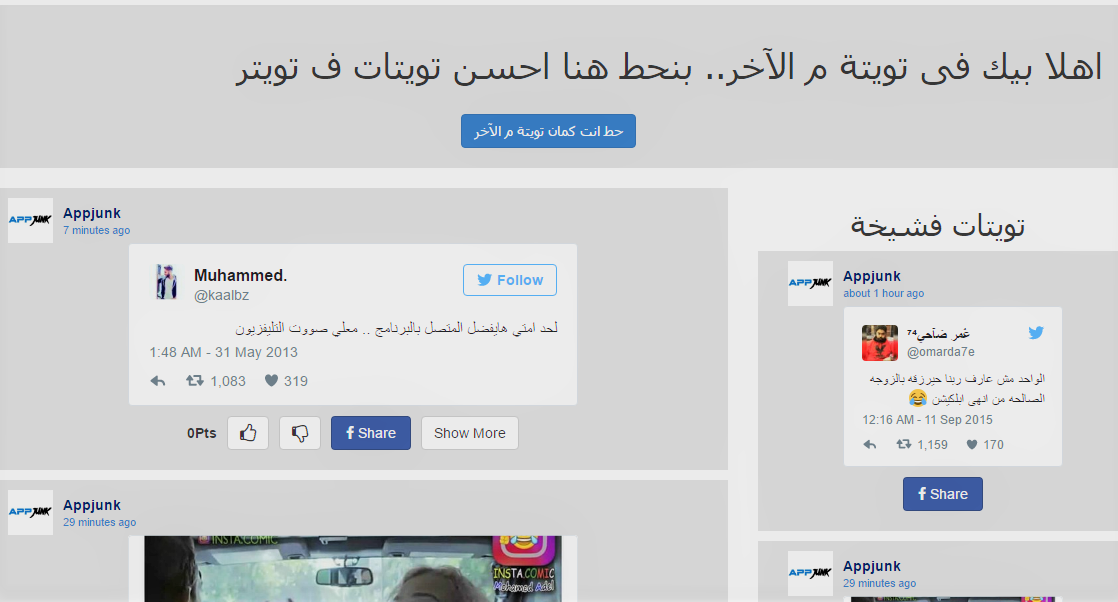 اهلا بيك فى تويتة م الآخر.. بنحط هنا احسن تويتات ف تويتر
حط انت كمان تويتة م الآخر
APPJUNK
Appjunk
7 minutes ago
Muhammed.
@kaalbz
Follow
لحد امتي هايفضل المتصل بالبرنامج .. معلي صووت التليفزيون
1:48 AM - 31 May 2013
1,083 319
0Pts
Share
Show More
APPJUNK
Appjunk
29 minutes ago
INSTA.COMIC
INSTA.COMIC
Mohamed Adel
تويتات فشيخة
APPJUNK
Appjunk
about 1 hour ago
عُمر ضآحي⁷⁴
@omarda7e
الواحد مش عارف ربنا حيرزقه بالزوجه
الصالحه من انهى ابلكيشن 😂
12:16 AM - 11 Sep 2015
1,159 170
Share
APPJUNK
Appjunk
29 minutes ago